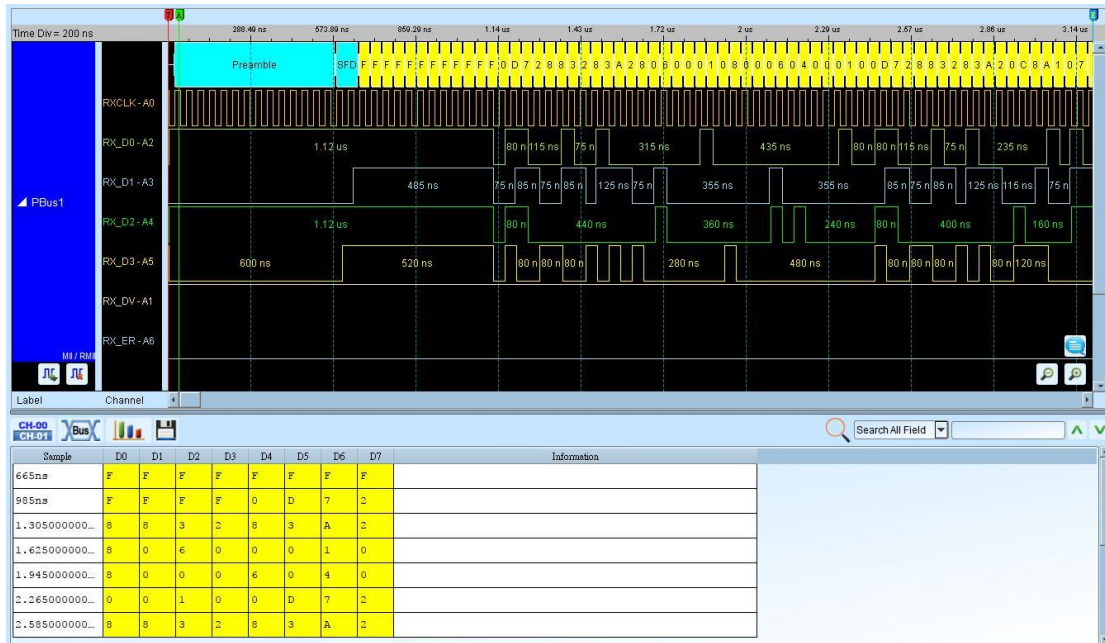 T A
Time Div = 200 ns 288.49 ns 573.89 ns 859.29 ns 1.14 us 1.43 us 1.72 us 2 us 2.29 us 2.57 us 2.86 us 3.14 us
Preamble SFD F F F F F F F F F F F F 0 D 7 2 8 8 3 2 8 3 A 2 8 0 6 0 0 0 1 0 8 0 0 0 6 0 4 0 0 0 1 0 0 D 7 2 8 8 3 2 8 3 A 2 0 C 8 A 1 0 7
RXCLK - A0
RX_D0 - A2 1.12 us 80 n 115 ns 75 n 315 ns 435 ns 80 n 80 n 115 ns 75 n 235 ns
RX_D1 - A3 485 ns 75 n 85 n 75 n 85 n 125 ns 75 n 355 ns 355 ns 85 n 75 n 85 n 125 ns 115 ns 75 n
PBus1
RX_D2 - A4 1.12 us 80 n 440 ns 360 ns 240 ns 80 n 400 ns 160 ns
RX_D3 - A5 600 ns 520 ns 80 n 80 n 80 n 280 ns 480 ns 80 n 80 n 80 n 80 n 120 ns
RX_DV - A1
RX_ER - A6
MII / RMII
Label Channel
CH-00
CH-01 Bus Search All Field
Sample D0 D1 D2 D3 D4 D5 D6 D7 Information
665ns F F F F F F F F
985ns F F F F 0 D 7 2
1.305000000... 8 8 3 2 8 3 A 2
1.625000000... 8 0 6 0 0 0 1 0
1.945000000... 8 0 0 0 6 0 4 0
2.265000000... 0 0 1 0 0 D 7 2
2.585000000... 8 8 3 2 8 3 A 2